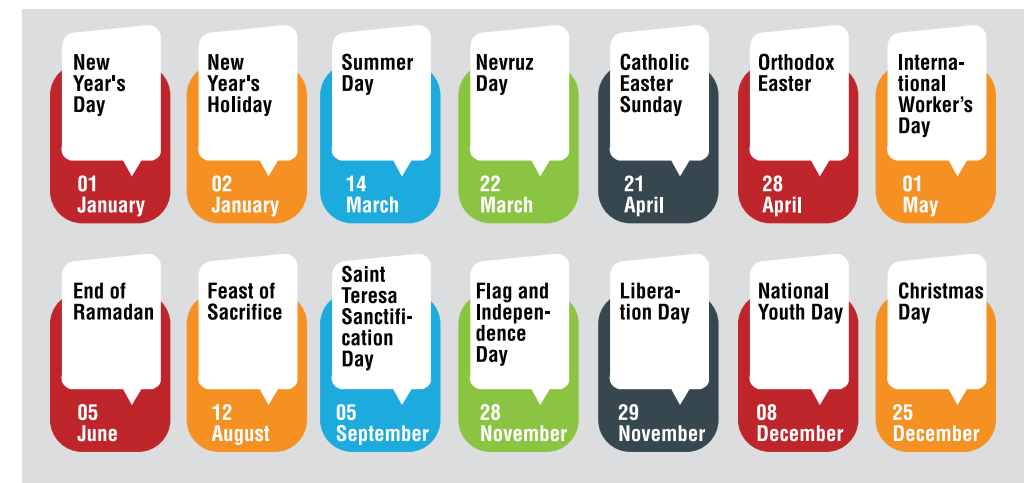 New
Year's
Day
01
January
New
Year's
Holiday
02
January
Summer
Day
14
March
Nevruz
Day
22
March
Catholic
Easter
Sunday
21
April
Orthodox
Easter
28
April
Interna-
tional
Worker’s
Day
01
May
End of
Ramadan
05
June
Feast of
Sacrifice
12
August
Saint
Teresa
Sanctifi-
cation
Day
05
September
Flag and
Indepen-
dence
Day
28
November
Libera-
tion Day
29
November
National
Youth Day
08
December
Christmas
Day
25
December